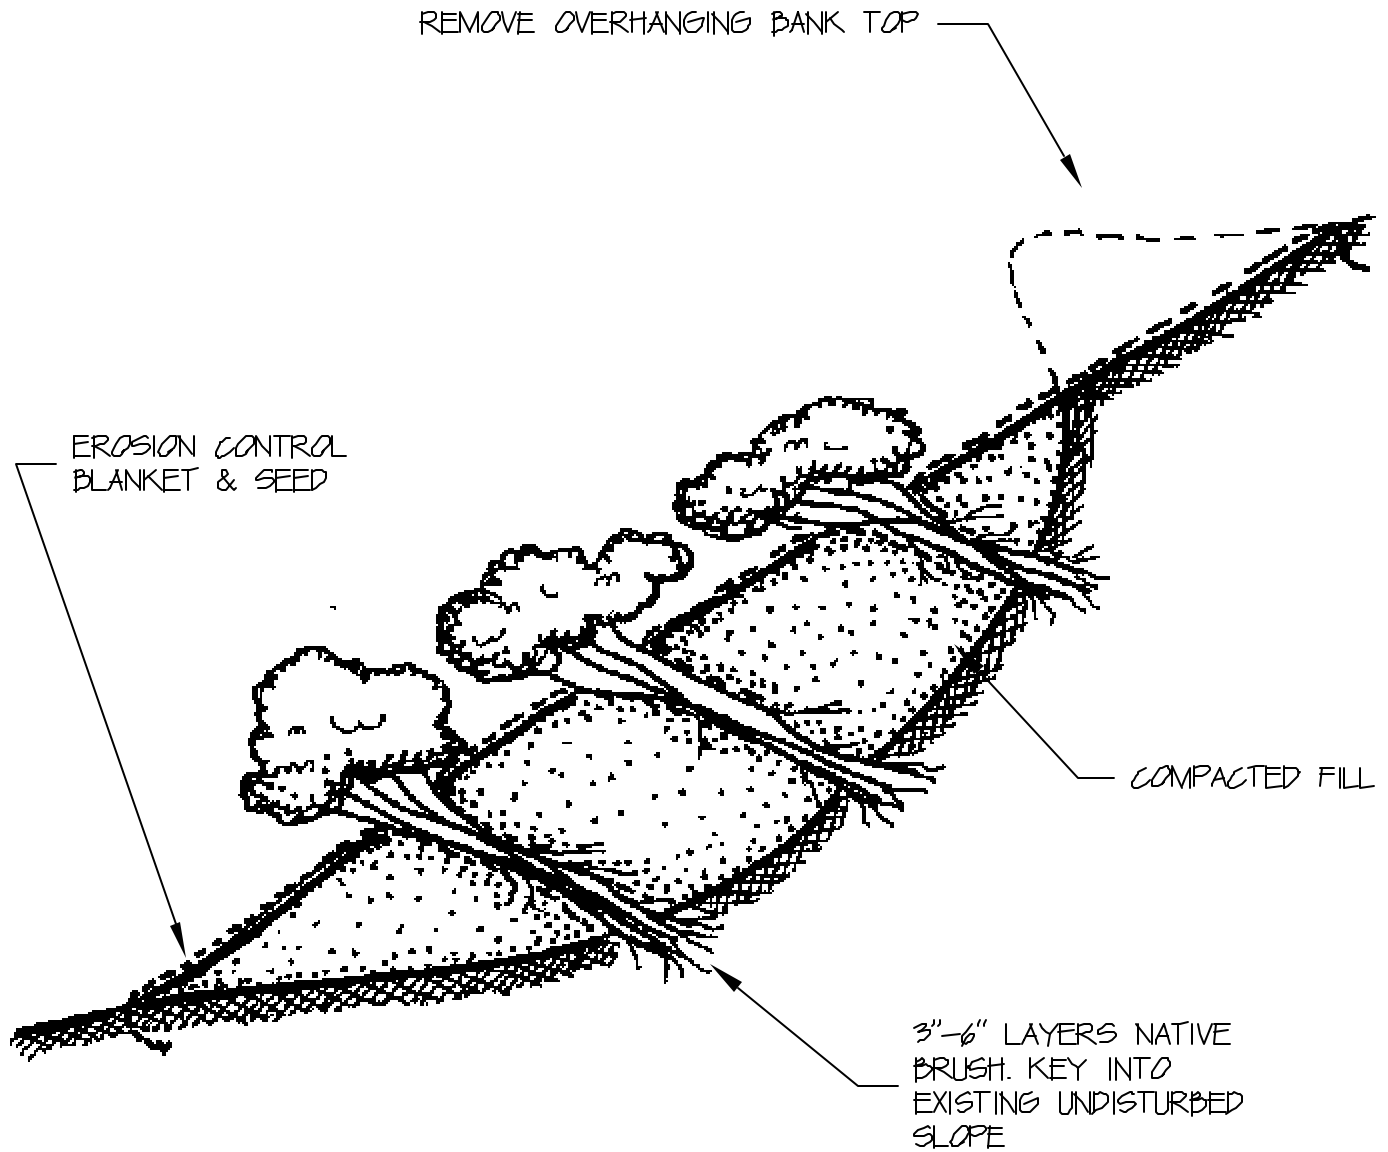 REMOVE OVERHANGING BANK TOP
EROSION CONTROL
BLANKET & SEED
COMPACTED FILL
3"-6" LAYERS NATIVE
BRUSH. KEY INTO
EXISTING UNDISTURBED
SLOPE